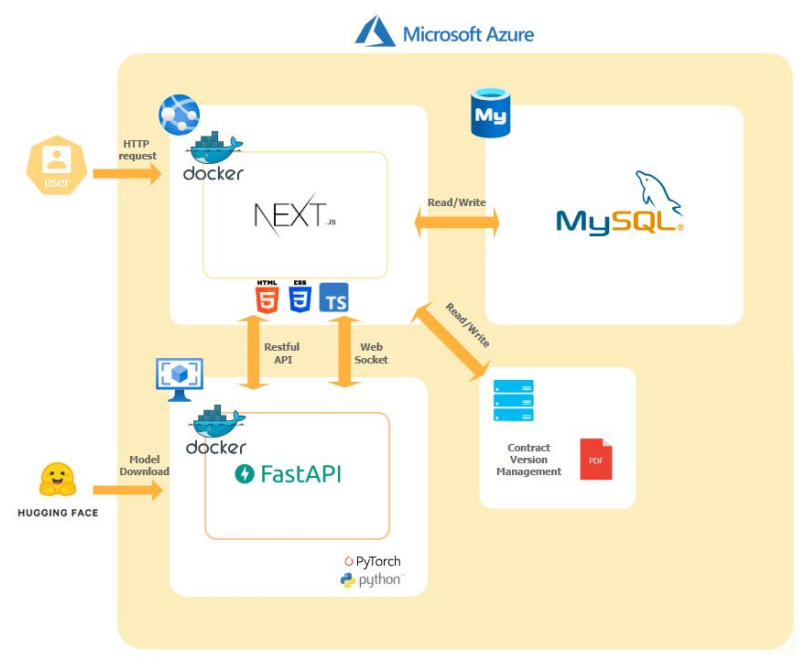 Microsoft Azure
My
HTTP
request
user
docker
NEXT.JS
Read/Write
MySQL®
HTML
5
CSS
3
TS
Read/Write
Restful
API
Web
Socket
docker
Contract
Version
Management
PDF
Model
Download
FastAPI
HUGGING FACE
PyTorch
python™